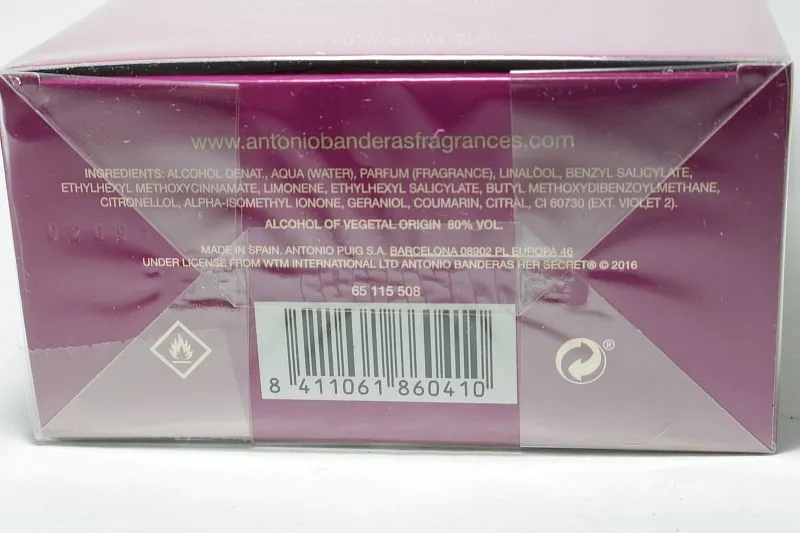 www.antoniobanderasfragrances.com
INGREDIENTS: ALCOHOL DENAT., AQUA (WATER), PARFUM (FRAGRANCE), LINALOOL, BENZYL SALICYLATE,
ETHYLHEXYL METHOXYCINNAMATE, LIMONENE, ETHYLHEXYL SALICYLATE, BUTYL METHOXYDIBENZOYLMETHANE,
CITRONELLOL, ALPHA-ISOMETHYL IONONE, GERANIOL, COUMARIN, CITRAL, CI 60730 (EXT. VIOLET 2).
ALCOHOL OF VEGETAL ORIGIN 80% VOL.
MADE IN SPAIN. ANTONIO PUIG S.A. BARCELONA 08902 PL EUROPA 46
UNDER LICENSE FROM WTM INTERNATIONAL LTD ANTONIO BANDERAS HER SECRET® © 2016
65 115 508
®
8 411061 860410